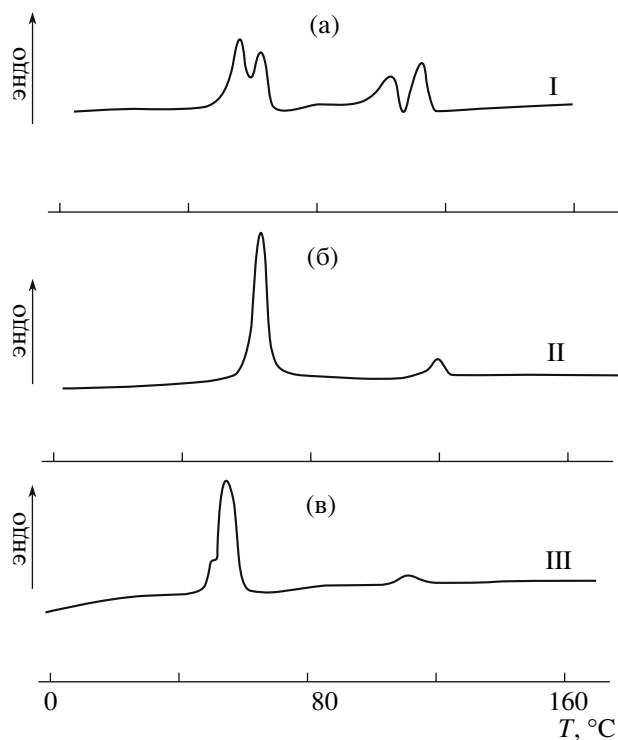 (а)
эндо
I
(б)
эндо
II
(в)
эндо
III
0
80
160
T, °C